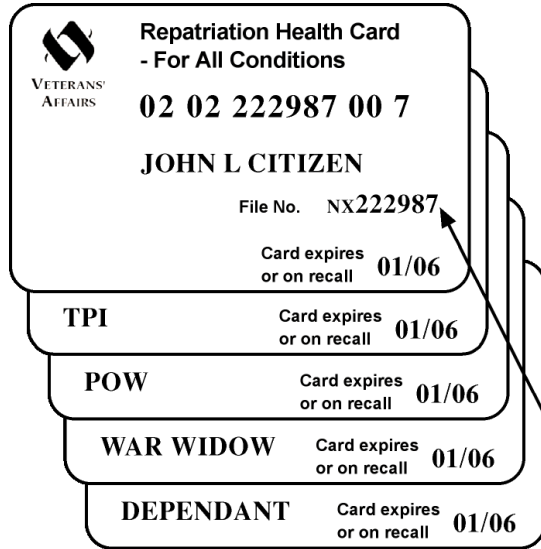 Repatriation Health Card
- For All Conditions
VETERANS'
AFFAIRS
02 02 222987 00 7
JOHN L CITIZEN
File No. NX222987
Card expires
or on recall 01/06
TPI
Card expires
or on recall 01/06
POW
Card expires
or on recall 01/06
WAR WIDOW
Card expires
or on recall 01/06
DEPENDANT
Card expires
or on recall 01/06